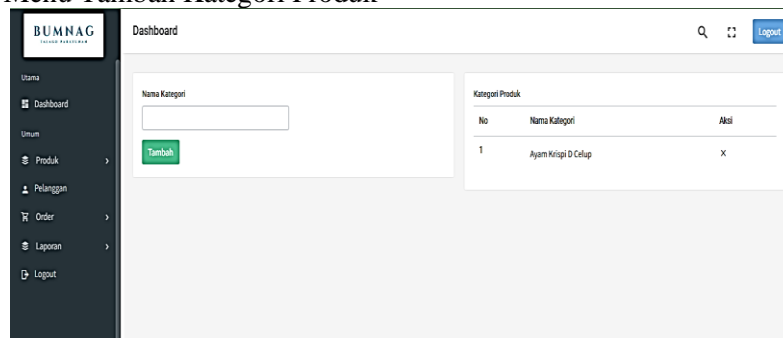 Menu Tambah Kategori Produk
BUMNAG
Dashboard
Logout
Utama
Dashboard
Umum
Produk
Pelanggan
Order
Laporan
Logout
Nama Kategori
Tambah
Kategori Produk
No Nama Kategori Aksi
1 Ayam Krispi D Celup X